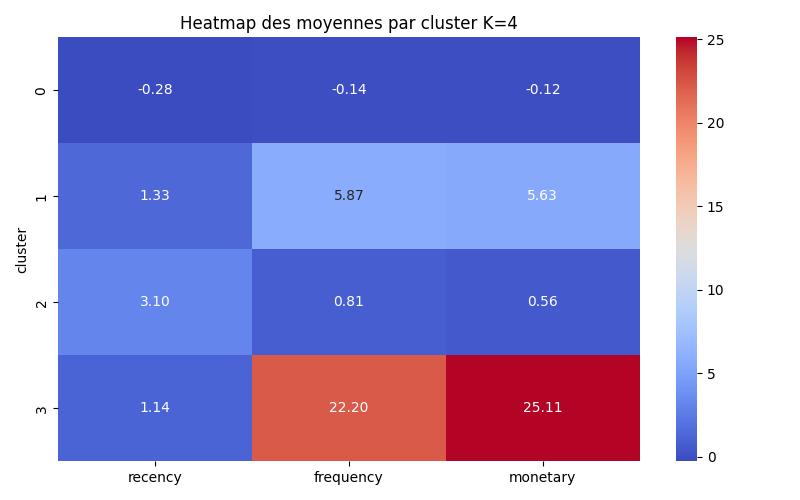 Heatmap des moyennes par cluster K=4
cluster
0
-0.28 -0.14 -0.12
1
1.33 5.87 5.63
2
3.10 0.81 0.56
3
1.14 22.20 25.11
recency frequency monetary
25
20
15
10
5
0